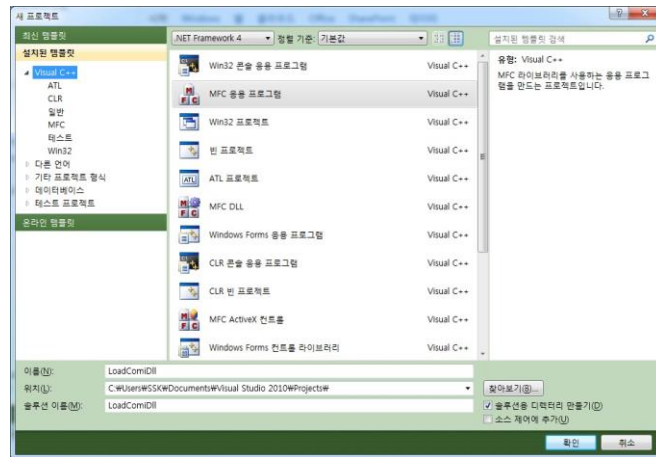 새 프로젝트
최신 템플릿
설치된 템플릿
Visual C++
ATL
CLR
일반
MFC
테스트
Win32
다른 언어
기타 프로젝트 형식
데이터베이스
테스트 프로젝트
온라인 템플릿
.NET Framework 4 정렬 기준: 기본값
Win32 콘솔 응용 프로그램 Visual C++
MFC 응용 프로그램 Visual C++
Win32 프로젝트 Visual C++
빈 프로젝트 Visual C++
ATL 프로젝트 Visual C++
MFC DLL Visual C++
Windows Forms 응용 프로그램 Visual C++
CLR 콘솔 응용 프로그램 Visual C++
CLR 빈 프로젝트 Visual C++
MFC ActiveX 컨트롤 Visual C++
Windows Forms 컨트롤 라이브러리 Visual C++
설치된 템플릿 검색
유형: Visual C++
MFC 라이브러리를 사용하는 응용 프로그
램을 만드는 프로젝트입니다.
이름(N): LoadComiDll
위치(L): C:₩Users₩SSK₩Documents₩Visual Studio 2010₩Projects₩ 찾아보기(B)...
솔루션 이름(M): LoadComiDll
솔루션용 디렉터리 만들기(D)
소스 제어에 추가(U)
확인 취소